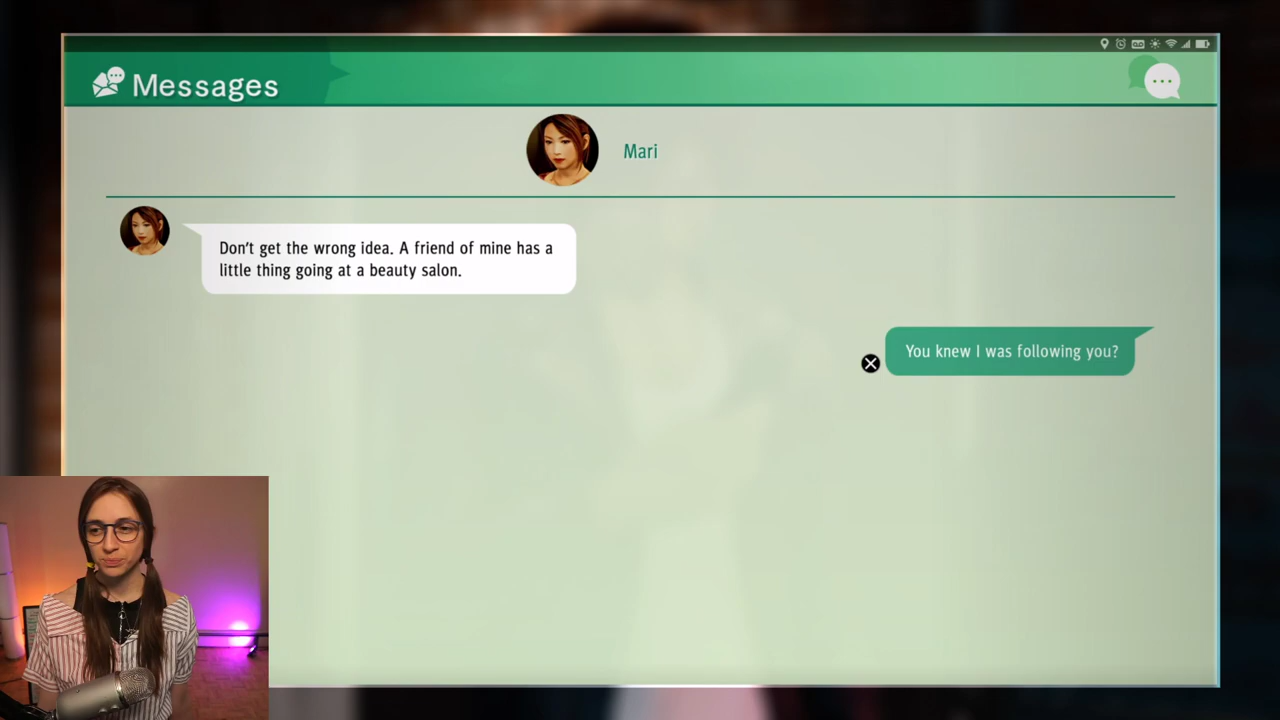 Messages
Mari
Don't get the wrong idea. A friend of mine has a
little thing going at a beauty salon.
You knew I was following you?